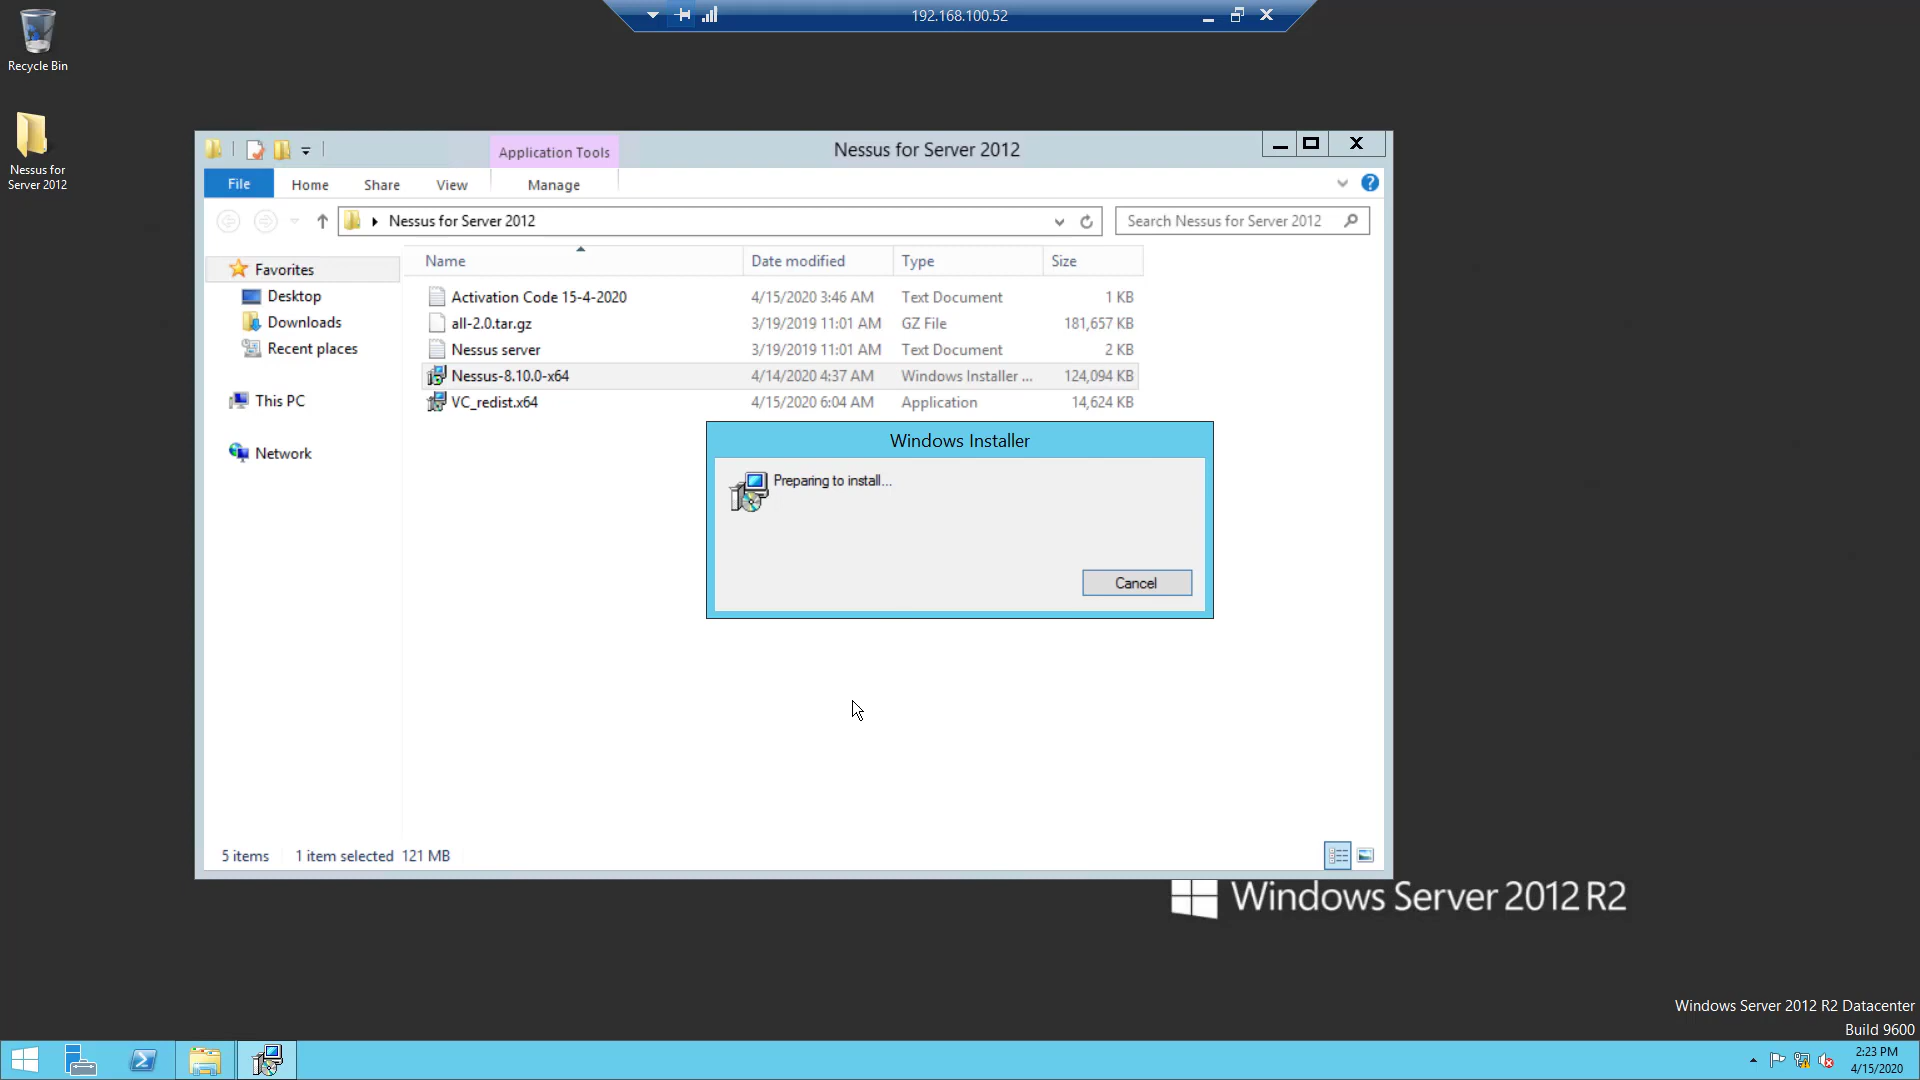 192.168.100.52
Recycle Bin
Nessus for
Server 2012
Application Tools
Nessus for Server 2012
File
Home
Share
View
Manage
Nessus for Server 2012
Search Nessus for Server 2012
Name
Date modified
Type
Size
Favorites
Desktop
Downloads
Recent places
This PC
Network
Activation Code 15-4-2020 4/15/2020 3:46 AM Text Document 1 KB
all-2.0.tar.gz 3/19/2019 11:01 AM GZ File 181,657 KB
Nessus server 3/19/2019 11:01 AM Text Document 2 KB
Nessus-8.10.0-x64 4/14/2020 4:37 AM Windows Installer ... 124,094 KB
VC_redist.x64 4/15/2020 6:04 AM Application 14,624 KB
Windows Installer
Preparing to install...
Cancel
5 items 1 item selected 121 MB
Windows Server 2012 R2
Windows Server 2012 R2 Datacenter
Build 9600
2:23 PM
4/15/2020